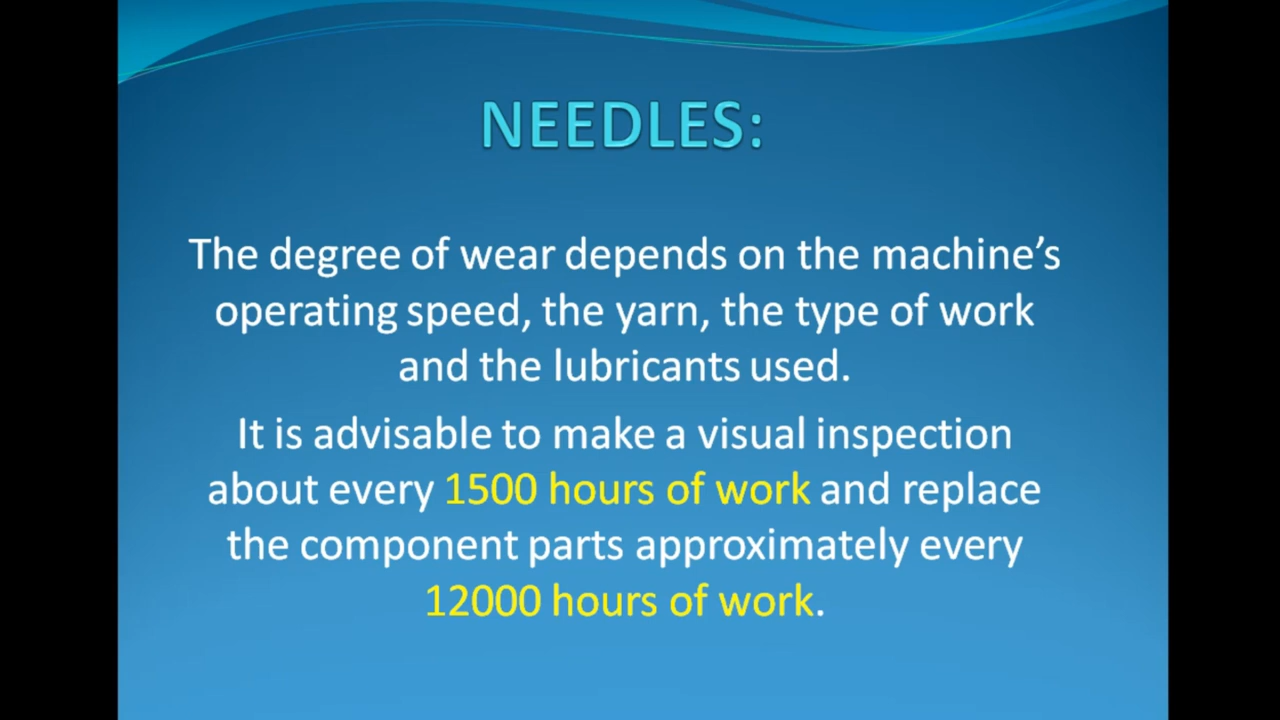 NEEDLES:
The degree of wear depends on the machine’s
operating speed, the yarn, the type of work
and the lubricants used.
It is advisable to make a visual inspection
about every 1500 hours of work and replace
the component parts approximately every
12000 hours of work.